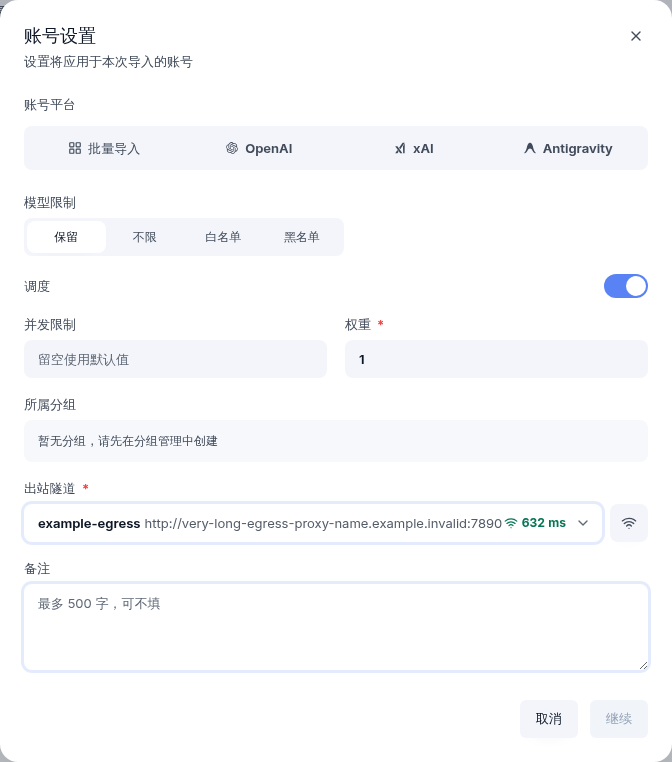 账号设置
设置将应用于本次导入的账号
账号平台
批量导入 OpenAI xAI Antigravity
模型限制
保留 不限 白名单 黑名单
调度
并发限制 权重 *
留空使用默认值 1
所属分组
暂无分组，请先在分组管理中创建
出站隧道 *
example-egress http://very-long-egress-proxy-name.example.invalid:7890 632 ms
备注
最多 500 字，可不填
取消 继续